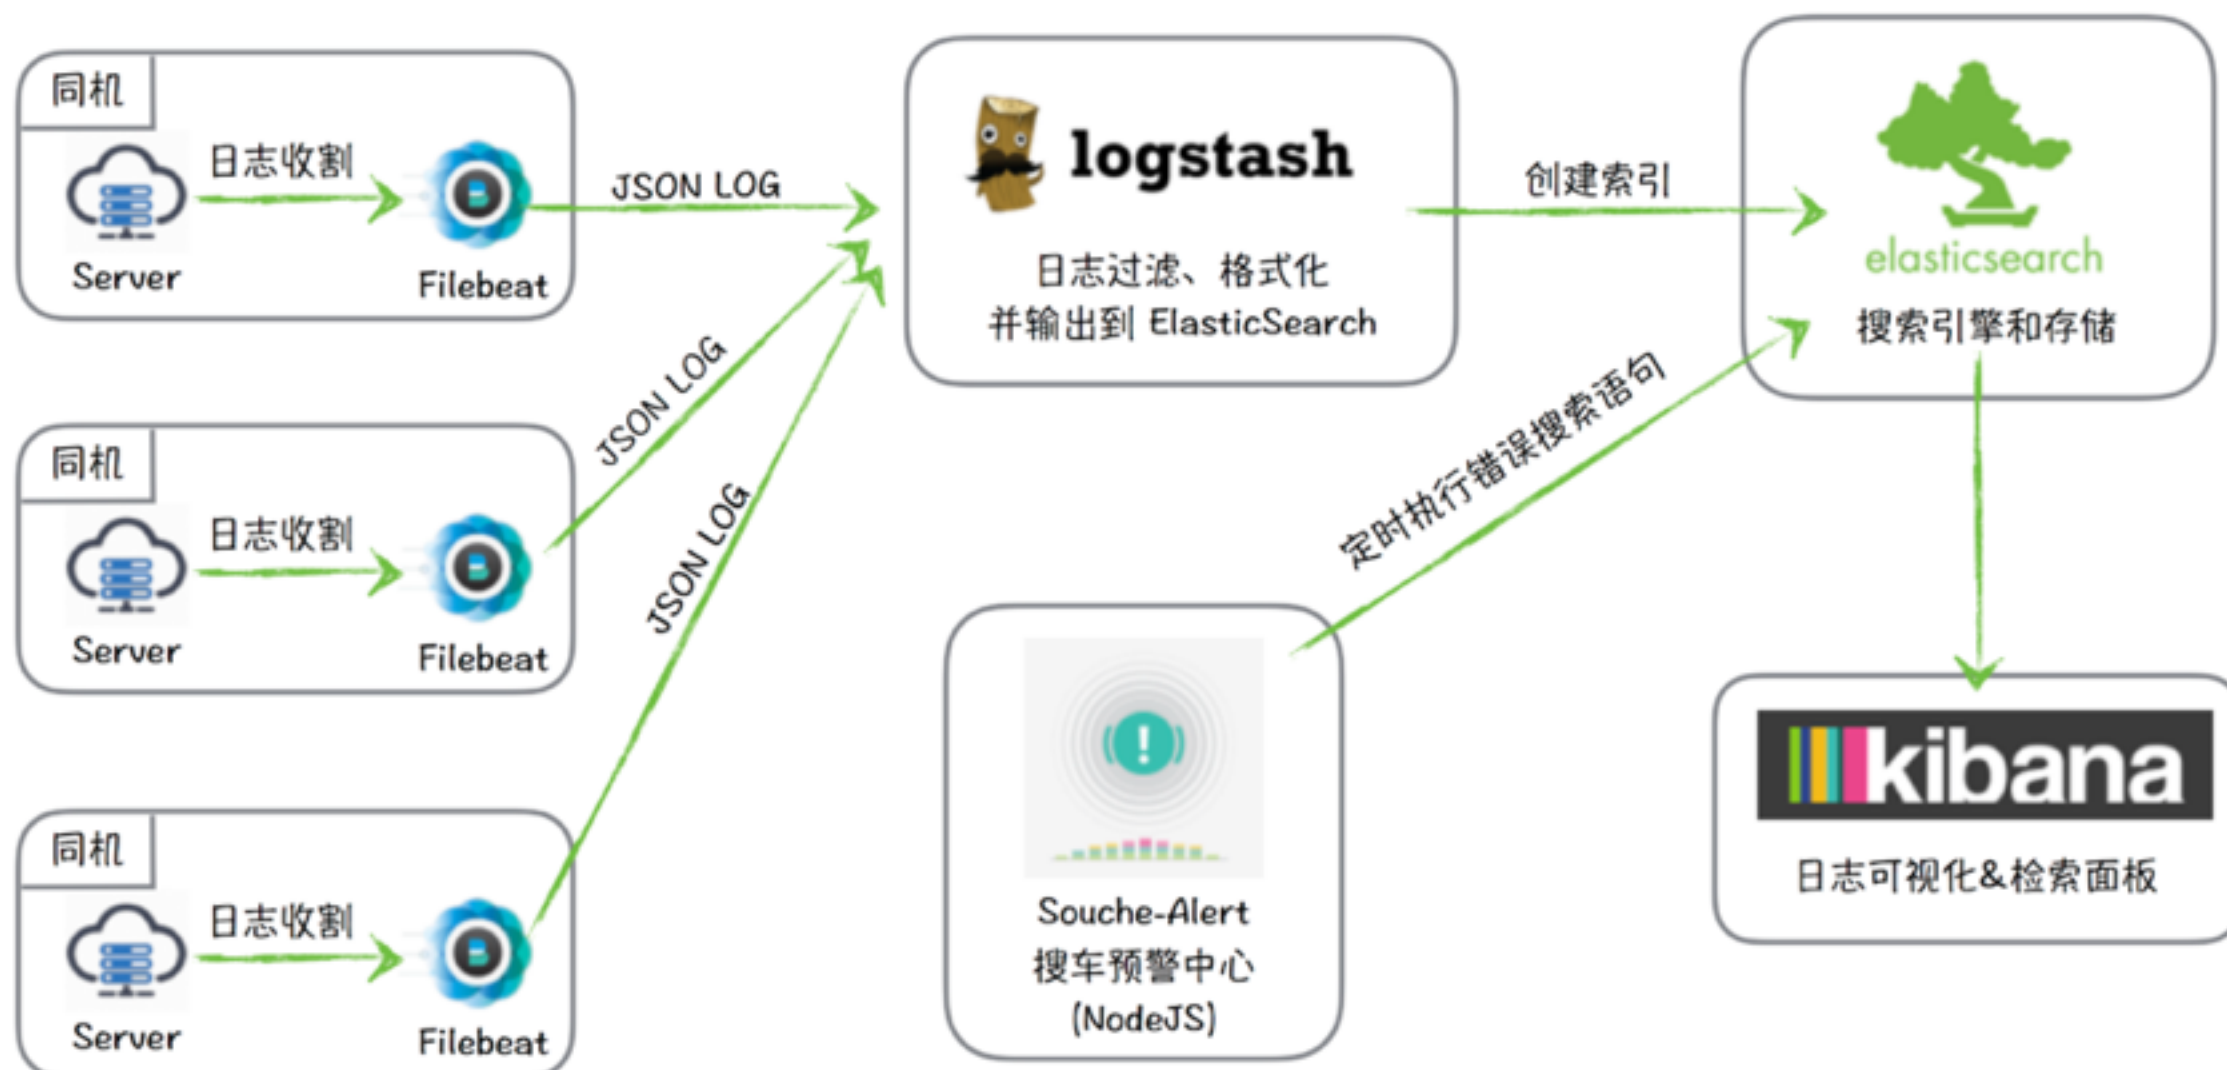 同机
日志收割
Server
Filebeat
JSON LOG
同机
日志收割
Server
Filebeat
JSON LOG
同机
日志收割
Server
Filebeat
JSON LOG
logstash
日志过滤、格式化
并输出到 ElasticSearch
创建索引
elasticsearch
搜索引擎和存储
定时执行错误搜索语句
Souche-Alert
搜车预警中心
(NodeJS)
kibana
日志可视化&检索面板